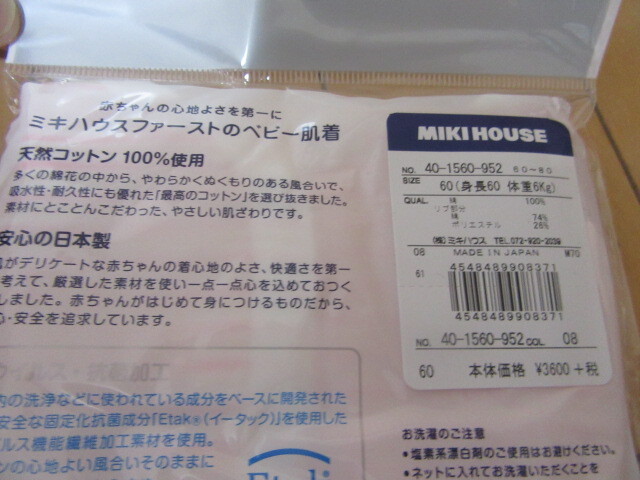 赤ちゃんの心地よさを第一に
ミキハウスファーストのベビー肌着
天然コットン 100%使用
多くの綿花の中から、やわらかくぬくもりのある風合いで、
吸水性・耐久性にも優れた「最高のコットン」を選び抜きました。
素材にとことんこだわった、やさしい肌ざわりです。
安心の日本製
がデリケートな赤ちゃんの着心地のよさ、快適さを第一
考えて、厳選した素材を使い一点一点心を込めておつく
しました。赤ちゃんがはじめて身につけるものだから、
・安全を追求しています。
加工
内の洗浄などに使われている成分をベースに開発された
安全な固定化抗菌成分「Etak®(イータック)」を使用した
ルス機能繊維加工素材を使用。
ンの心地よい風合いそのままに
Etak
MIKIHOUSE
NO. 40-1560-952 60~80
SIZE 60(身長60 体重6Kg)
QUAL. 綿 100%
リブ部分
綿 74%
ポリエステル 26%
(株)ミキハウス TEL.072-920-2039
08 MADE IN JAPAN M70
61
4548489908371
4548489908371
NO. 40-1560-952 COL. 08
60 本体価格 ¥3600+税
お洗濯のご注意
•塩素系漂白剤のご使用はお避けください。
•ネットに入れてお洗濯いただくことを